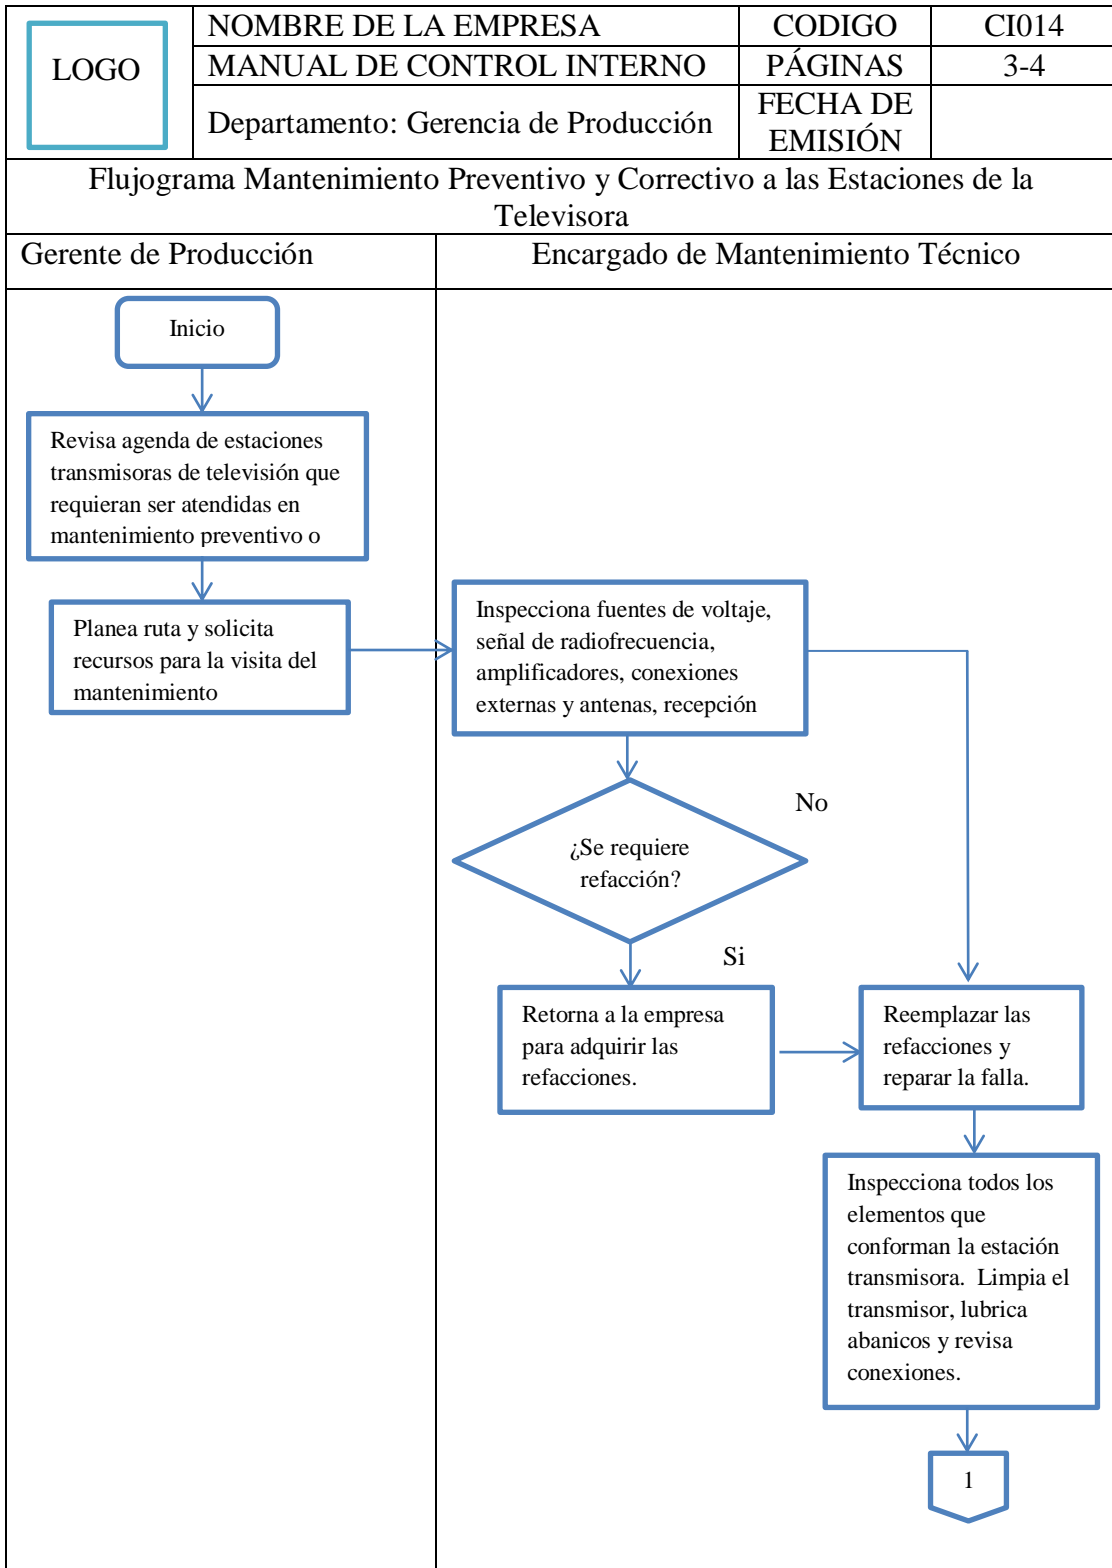 LOGO
NOMBRE DE LA EMPRESA
CODIGO
CI014
MANUAL DE CONTROL INTERNO
PÁGINAS
3-4
Departamento: Gerencia de Producción
FECHA DE
EMISIÓN
Flujograma Mantenimiento Preventivo y Correctivo a las Estaciones de la
Televisora
Gerente de Producción
Encargado de Mantenimiento Técnico
Inicio
Revisa agenda de estaciones
transmisoras de televisión que
requieran ser atendidas en
mantenimiento preventivo o
Planea ruta y solicita
recursos para la visita del
mantenimiento
Inspecciona fuentes de voltaje,
señal de radiofrecuencia,
amplificadores, conexiones
externas y antenas, recepción
No
¿Se requiere
refacción?
Si
Retorna a la empresa
para adquirir las
refacciones.
Reemplazar las
refacciones y
reparar la falla.
Inspecciona todos los
elementos que
conforman la estación
transmisora.  Limpia el
transmisor, lubrica
abanicos y revisa
conexiones.
1